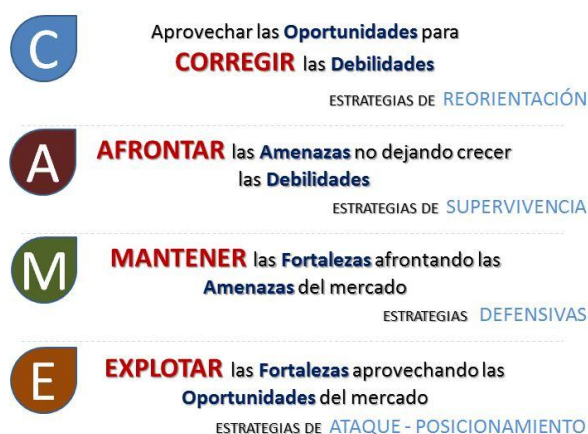 C
Aprovechar las Oportunidades para
CORREGIR las Debilidades
ESTRATEGIAS DE REORIENTACIÓN
A
AFRONTAR las Amenazas no dejando crecer
las Debilidades
ESTRATEGIAS DE SUPERVIVENCIA
M
MANTENER las Fortalezas afrontando las
Amenazas del mercado
ESTRATEGIAS DEFENSIVAS
E
EXPLOTAR las Fortalezas aprovechando las
Oportunidades del mercado
ESTRATEGIAS DE ATAQUE - POSICIONAMIENTO